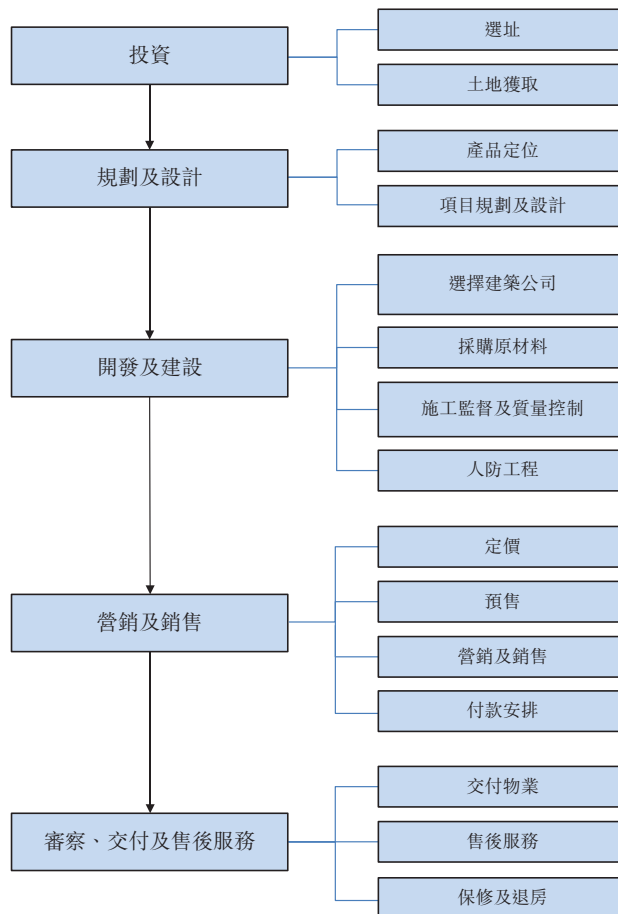 投資
選址
土地獲取
規劃及設計
產品定位
項目規劃及設計
開發及建設
選擇建築公司
採購原材料
施工監督及質量控制
人防工程
營銷及銷售
定價
預售
營銷及銷售
付款安排
審察、交付及售後服務
交付物業
售後服務
保修及退房